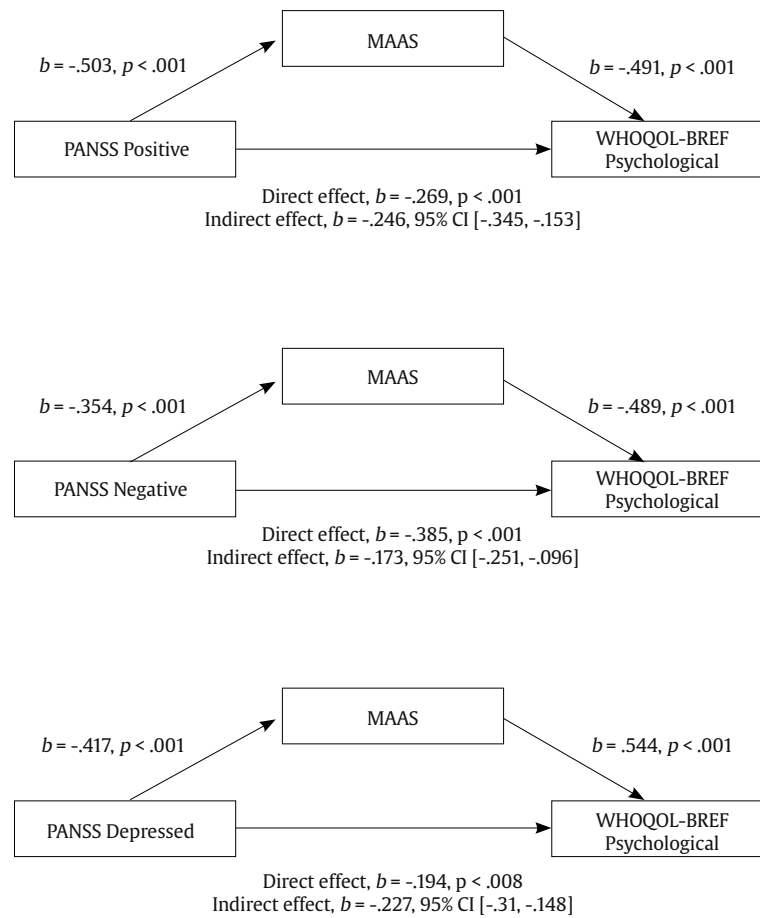 MAAS
b = -.503, p < .001
b = -.491, p < .001
PANSS Positive
WHOQOL-BREF
Psychological
Direct effect, b = -.269, p < .001
Indirect effect, b = -.246, 95% CI [-.345, -.153]
MAAS
b = -.354, p < .001
b = -.489, p < .001
PANSS Negative
WHOQOL-BREF
Psychological
Direct effect, b = -.385, p < .001
Indirect effect, b = -.173, 95% CI [-.251, -.096]
MAAS
b = -.417, p < .001
b = .544, p < .001
PANSS Depressed
WHOQOL-BREF
Psychological
Direct effect, b = -.194, p < .008
Indirect effect, b = -.227, 95% CI [-.31, -.148]